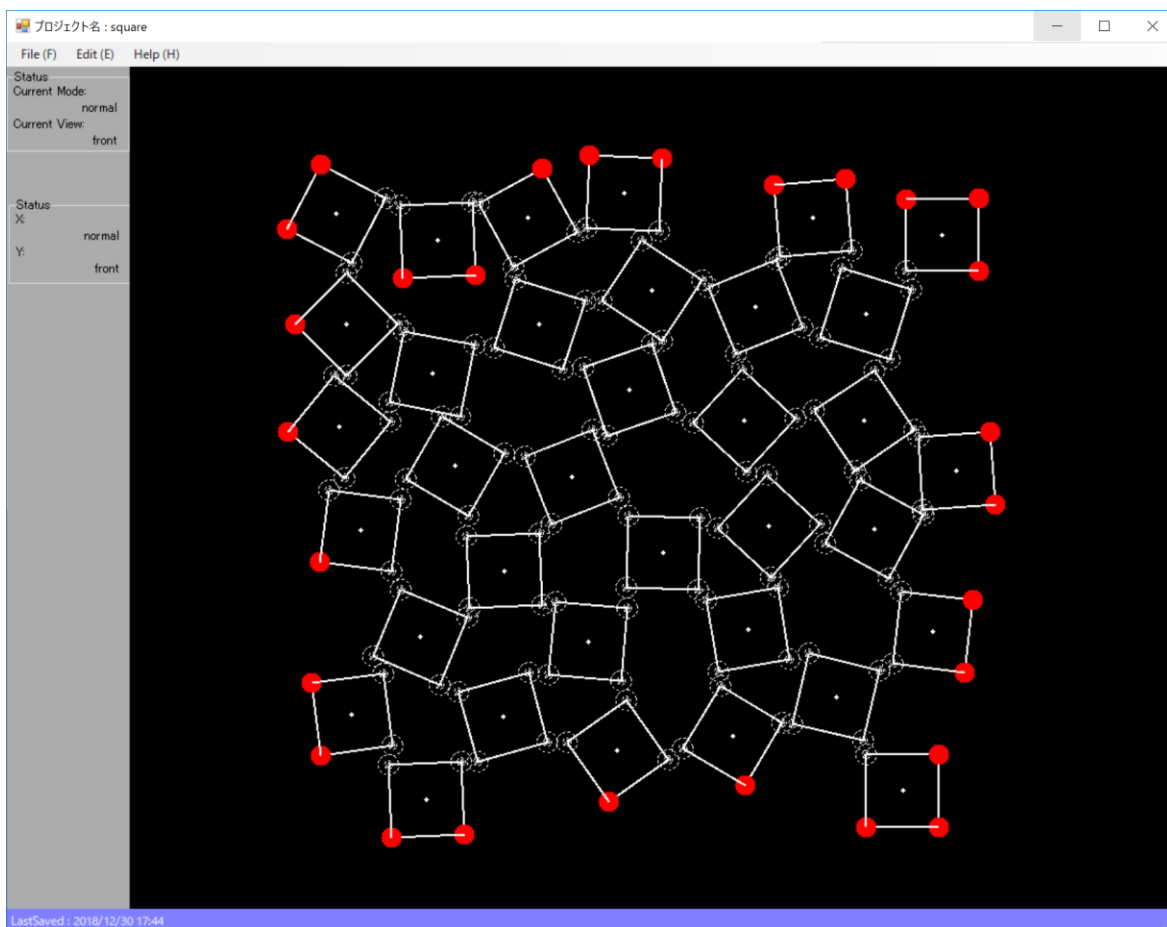 プロジェクト名 : square
File (F) Edit (E) Help (H)
Status
Current Mode:
normal
Current View:
front
Status
X:
normal
Y:
front
LastSaved : 2018/12/30 17:44